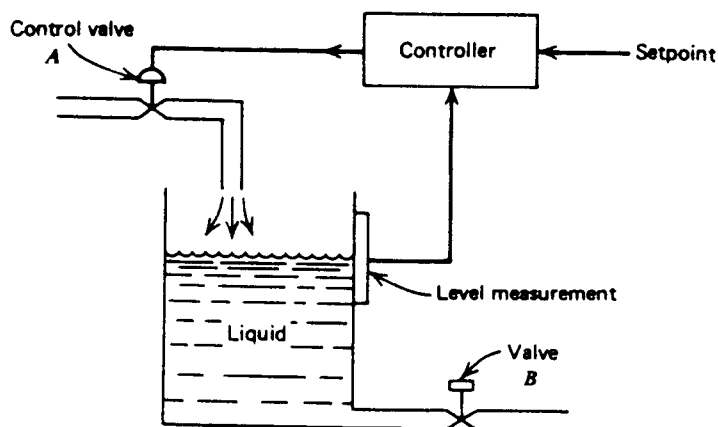 Control valve
A
Controller
Setpoint
Level measurement
Liquid
Valve
B